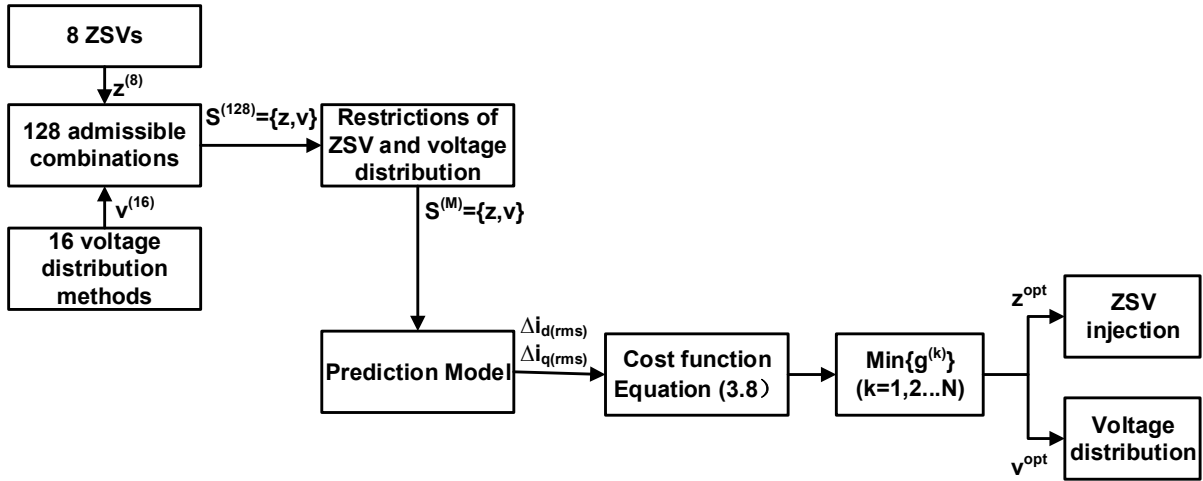 8 ZSVs
z(8)
128 admissible
combinations
S(128)={z,v}
Restrictions of
ZSV and voltage
distribution
v(16)
16 voltage
distribution
methods
S(M)={z,v}
Prediction Model
Δid(rms)
Δiq(rms)
Cost function
Equation (3.8）
Min{g(k)}
(k=1,2...N)
zopt
ZSV
injection
vopt
Voltage
distribution